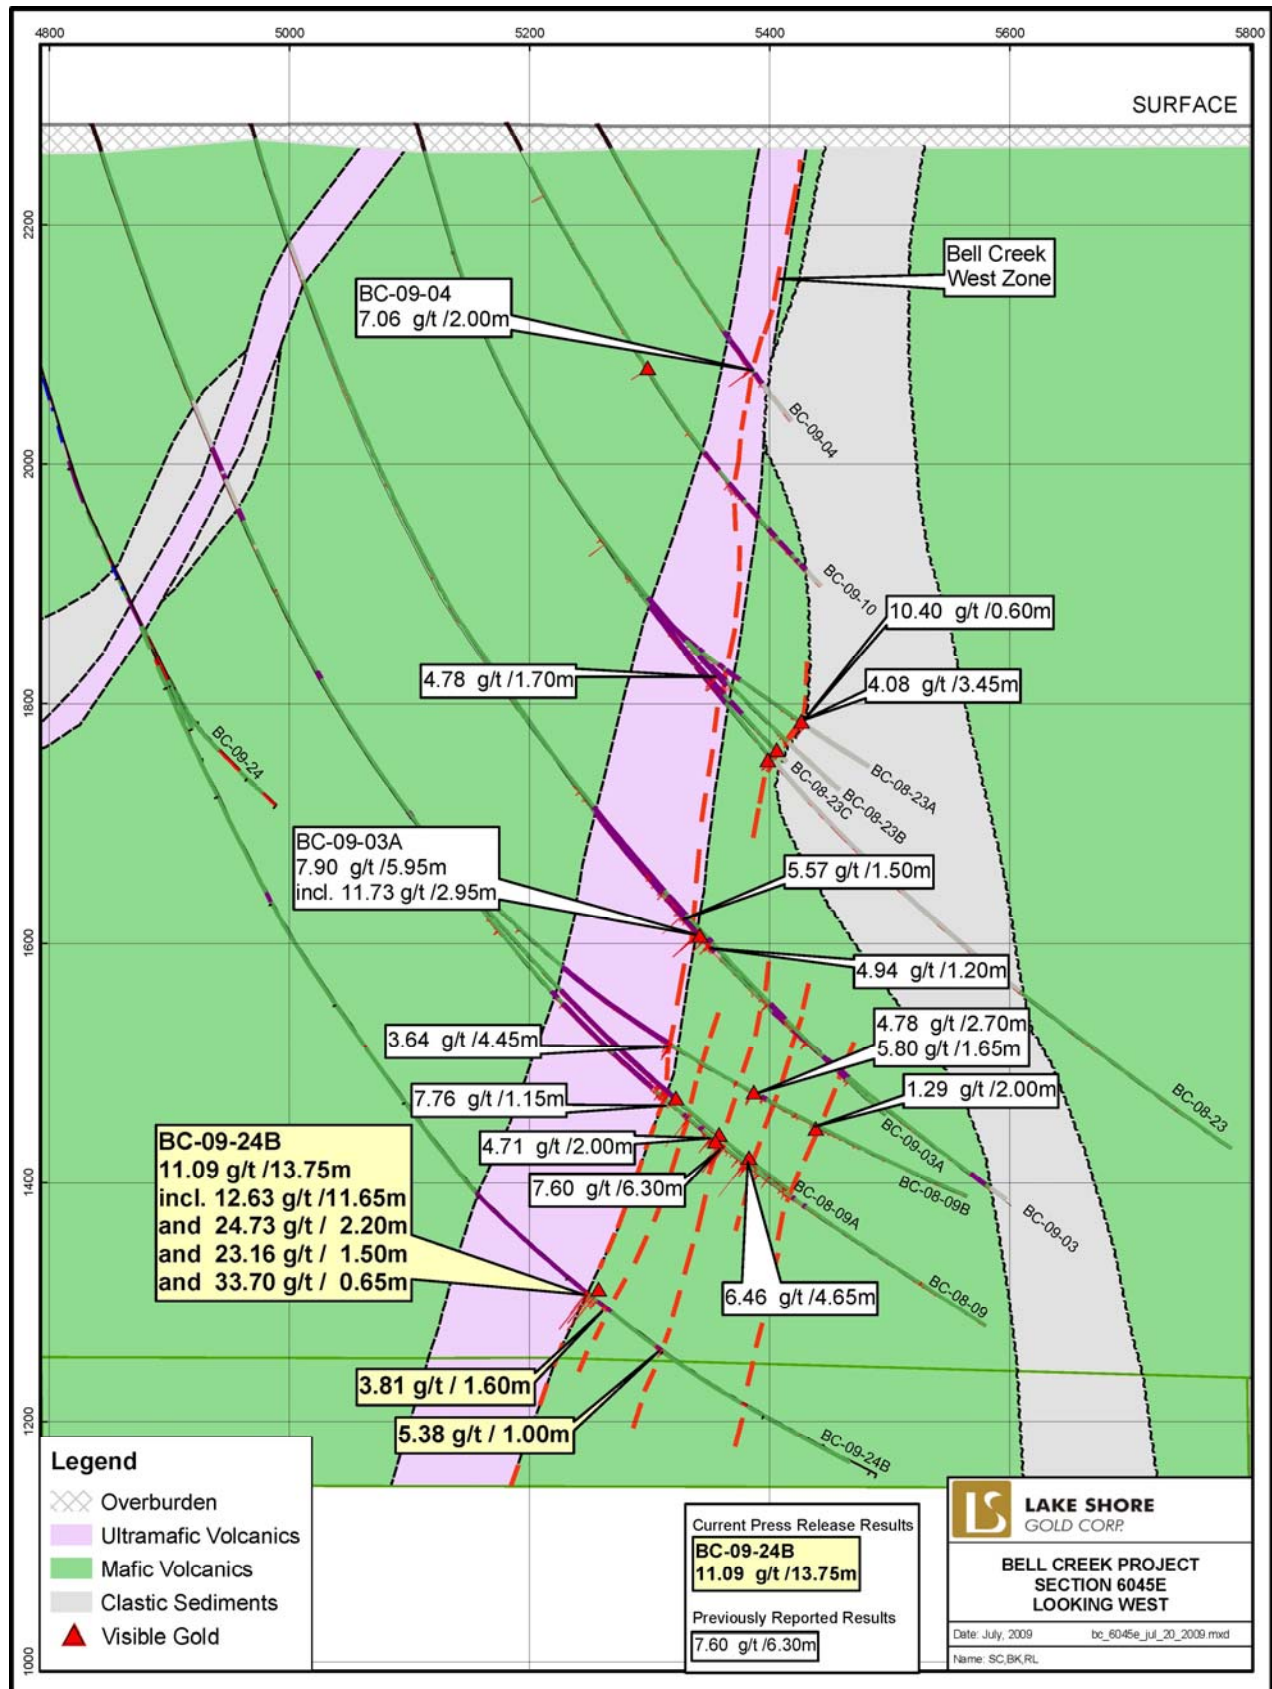 4800 5000 5200 5400 5600 5800
SURFACE
2200
2000
1800
1600
1400
1200
1000
Bell Creek
West Zone
BC-09-04
7.06 g/t /2.00m
BC-09-04
BC-09-10
10.40 g/t /0.60m
4.08 g/t /3.45m
4.78 g/t /1.70m
BC-09-24
BC-08-23A
BC-08-23B
BC-08-23C
BC-09-03A
7.90 g/t /5.95m
incl. 11.73 g/t /2.95m
5.57 g/t /1.50m
4.94 g/t /1.20m
3.64 g/t /4.45m
4.78 g/t /2.70m
5.80 g/t /1.65m
7.76 g/t /1.15m
1.29 g/t /2.00m
BC-08-23
4.71 g/t /2.00m
7.60 g/t /6.30m
BC-09-03A
BC-08-09B
BC-08-09A
BC-09-03
BC-08-09
BC-09-24B
11.09 g/t /13.75m
incl. 12.63 g/t /11.65m
and 24.73 g/t / 2.20m
and 23.16 g/t / 1.50m
and 33.70 g/t / 0.65m
6.46 g/t /4.65m
3.81 g/t / 1.60m
5.38 g/t / 1.00m
BC-09-24B
Legend
Overburden
Ultramafic Volcanics
Mafic Volcanics
Clastic Sediments
Visible Gold
Current Press Release Results
BC-09-24B
11.09 g/t /13.75m
Previously Reported Results
7.60 g/t /6.30m
LS
LAKE SHORE
GOLD CORP.
BELL CREEK PROJECT
SECTION 6045E
LOOKING WEST
Date: July, 2009 bc_6045e_jul_20_2009.mxd
Name: SC,BK,RL